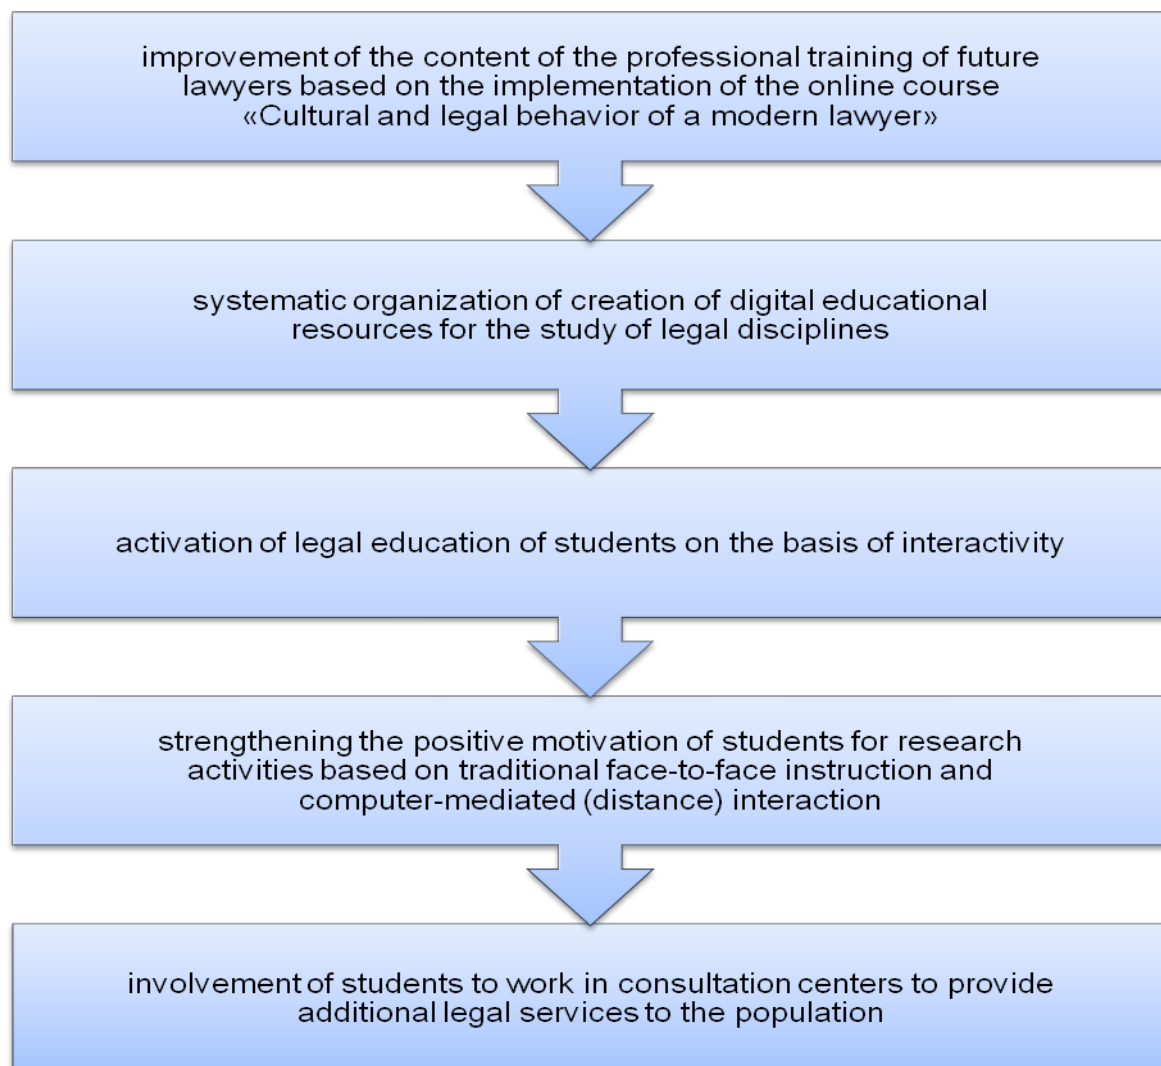 improvement of the content of the professional training of future
lawyers based on the implementation of the online course
«Cultural and legal behavior of a modern lawyer»
systematic organization of creation of digital educational
resources for the study of legal disciplines
activation of legal education of students on the basis of interactivity
strengthening the positive motivation of students for research
activities based on traditional face-to-face instruction and
computer-mediated (distance) interaction
involvement of students to work in consultation centers to provide
additional legal services to the population